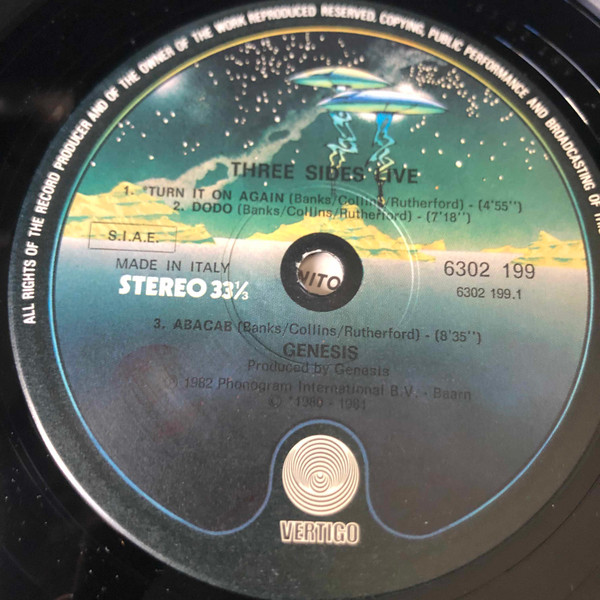 ALL RIGHTS OF THE RECORD PRODUCER AND OF THE OWNER OF THE WORK REPRODUCED RESERVED. COPYING, PUBLIC PERFORMANCE AND BROADCASTING OF
THREE SIDES LIVE
1. *TURN IT ON AGAIN (Banks/Collins/Rutherford) - (4'55'')
2. DODO (Banks/Collins/Rutherford) - (7'18'')
S.I.A.E.
MADE IN ITALY
STEREO 33⅓
NITO
6302 199
6302 199.1
3. ABACAB (Banks/Collins/Rutherford) - (8'35'')
GENESIS
Produced by Genesis
Ⓟ 1982 Phonogram International B.V. - Baarn
Ⓟ *1980 - 1981
VERTIGO